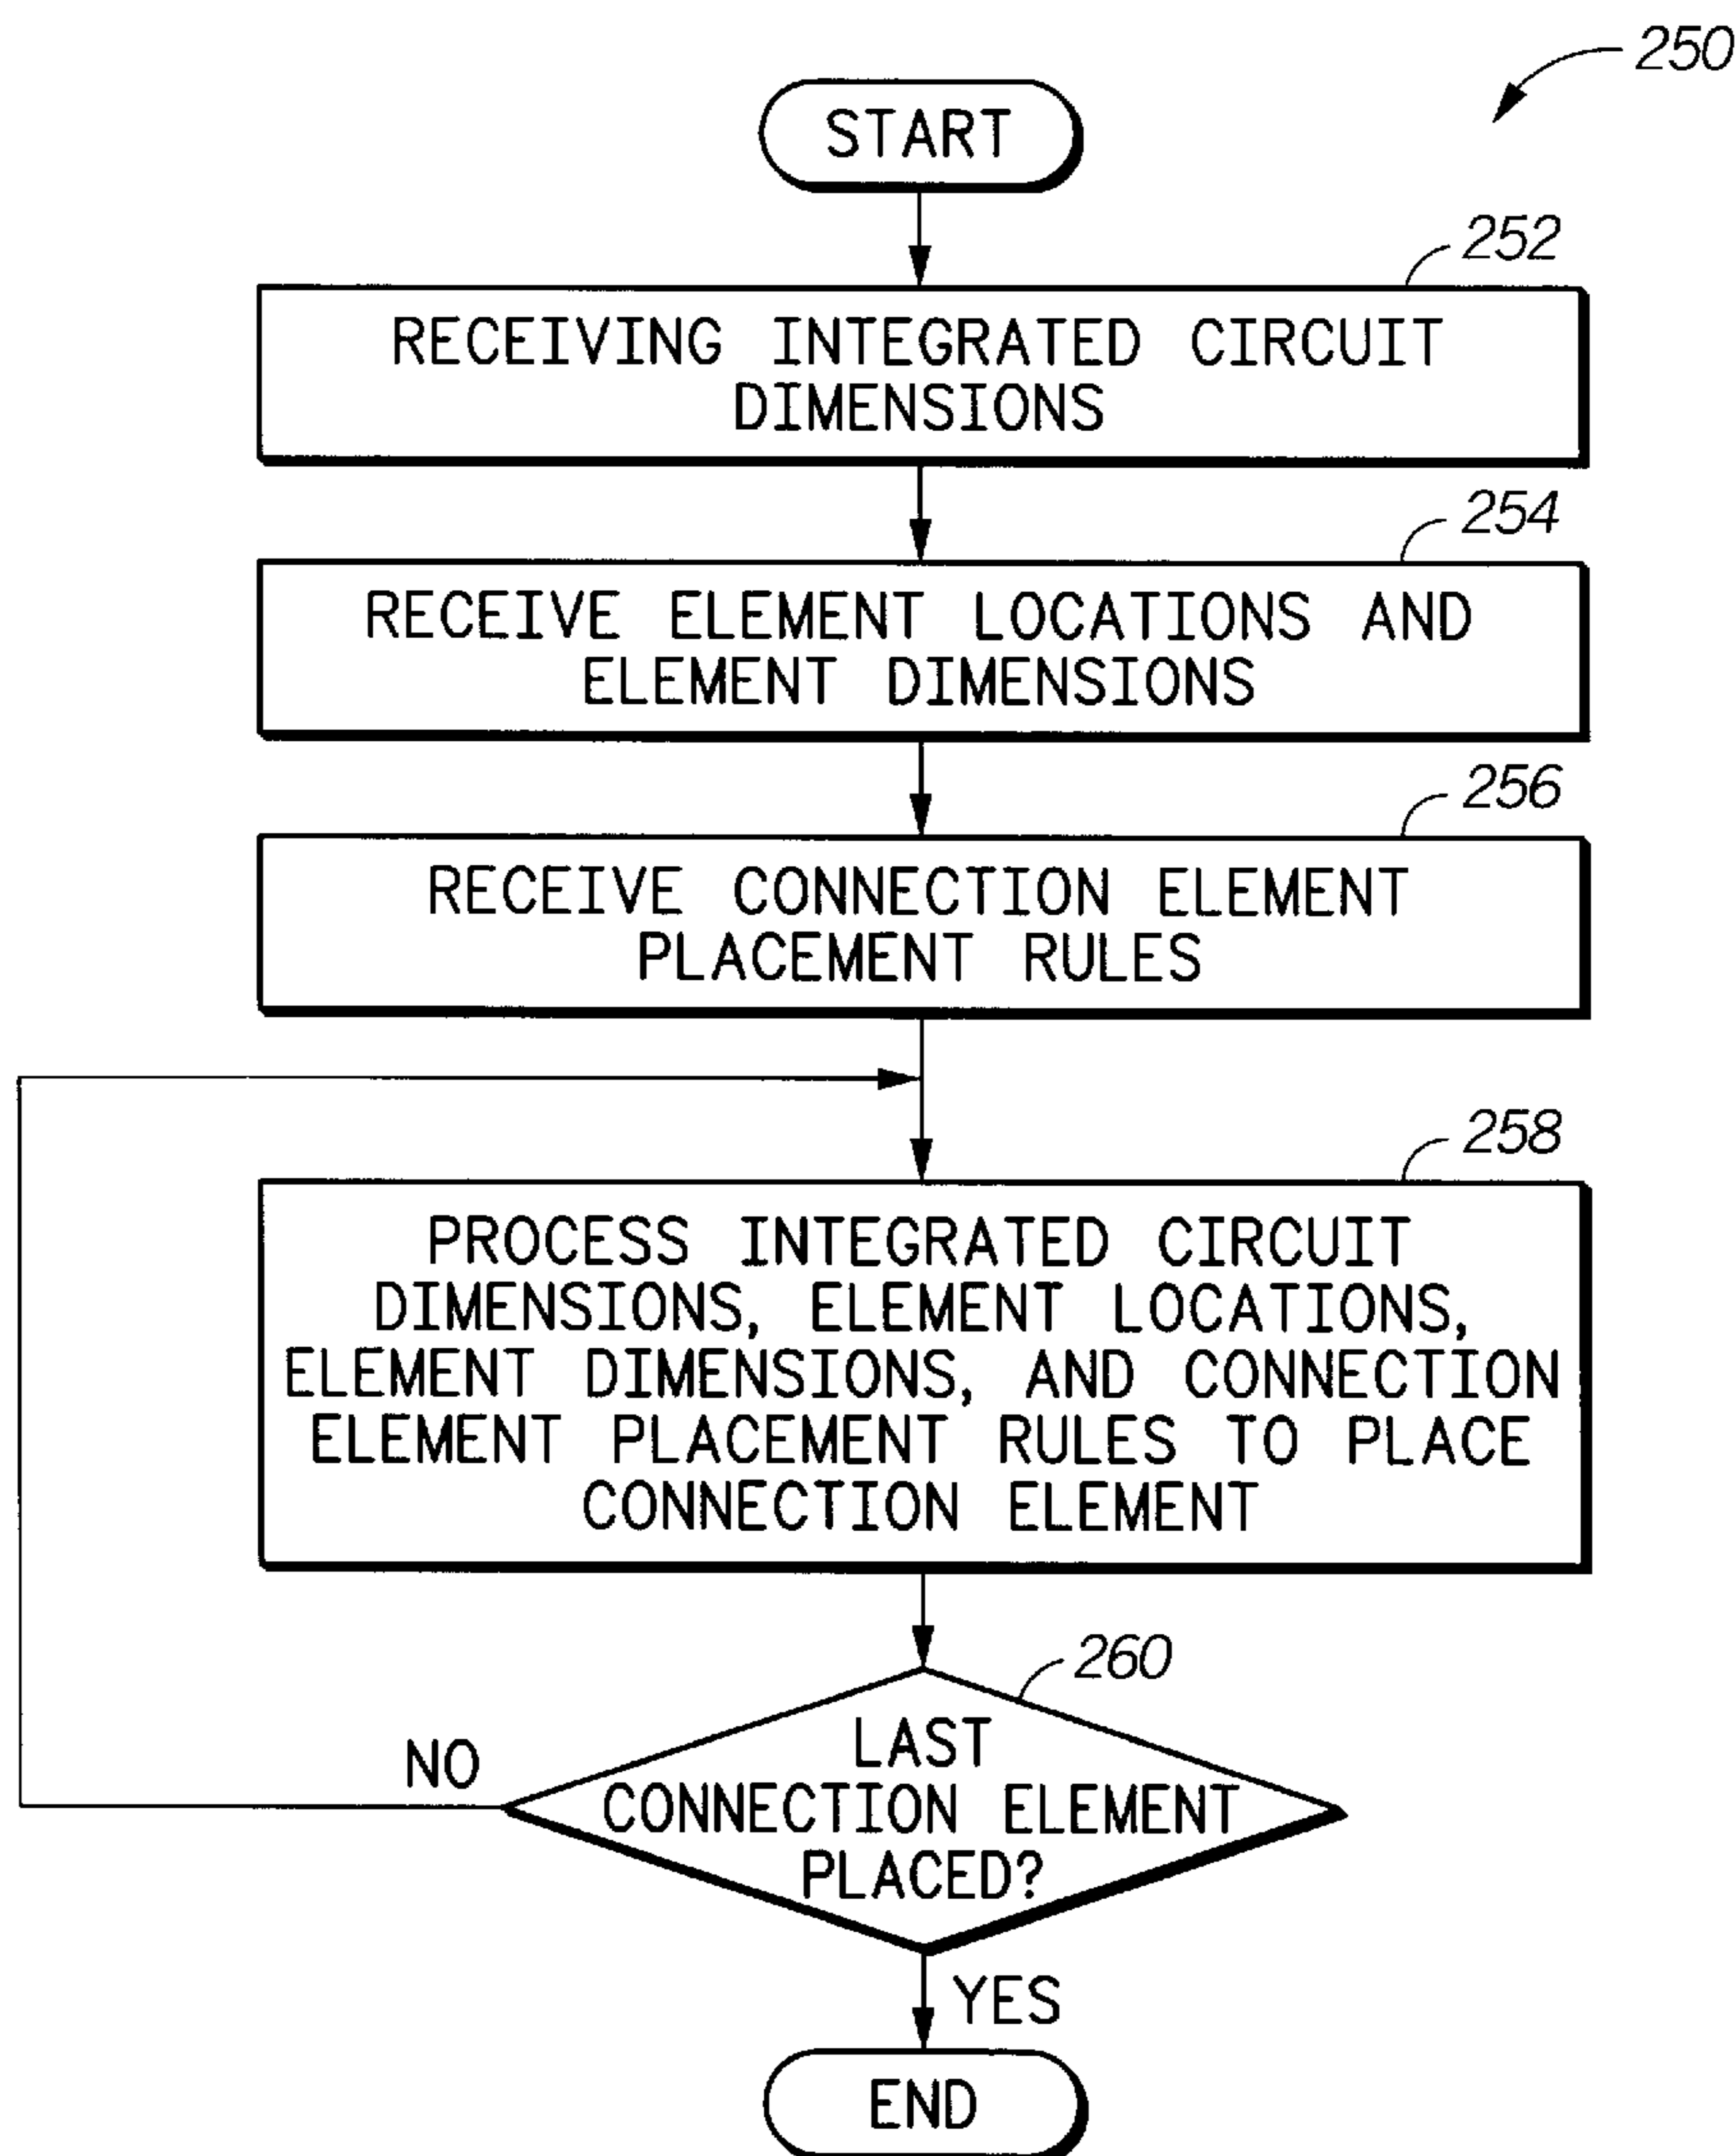 250
START
252
RECEIVING INTEGRATED CIRCUIT
DIMENSIONS
254
RECEIVE ELEMENT LOCATIONS AND
ELEMENT DIMENSIONS
256
RECEIVE CONNECTION ELEMENT
PLACEMENT RULES
258
PROCESS INTEGRATED CIRCUIT
DIMENSIONS, ELEMENT LOCATIONS,
ELEMENT DIMENSIONS, AND CONNECTION
ELEMENT PLACEMENT RULES TO PLACE
CONNECTION ELEMENT
260
LAST
CONNECTION ELEMENT
PLACED?
NO
YES
END